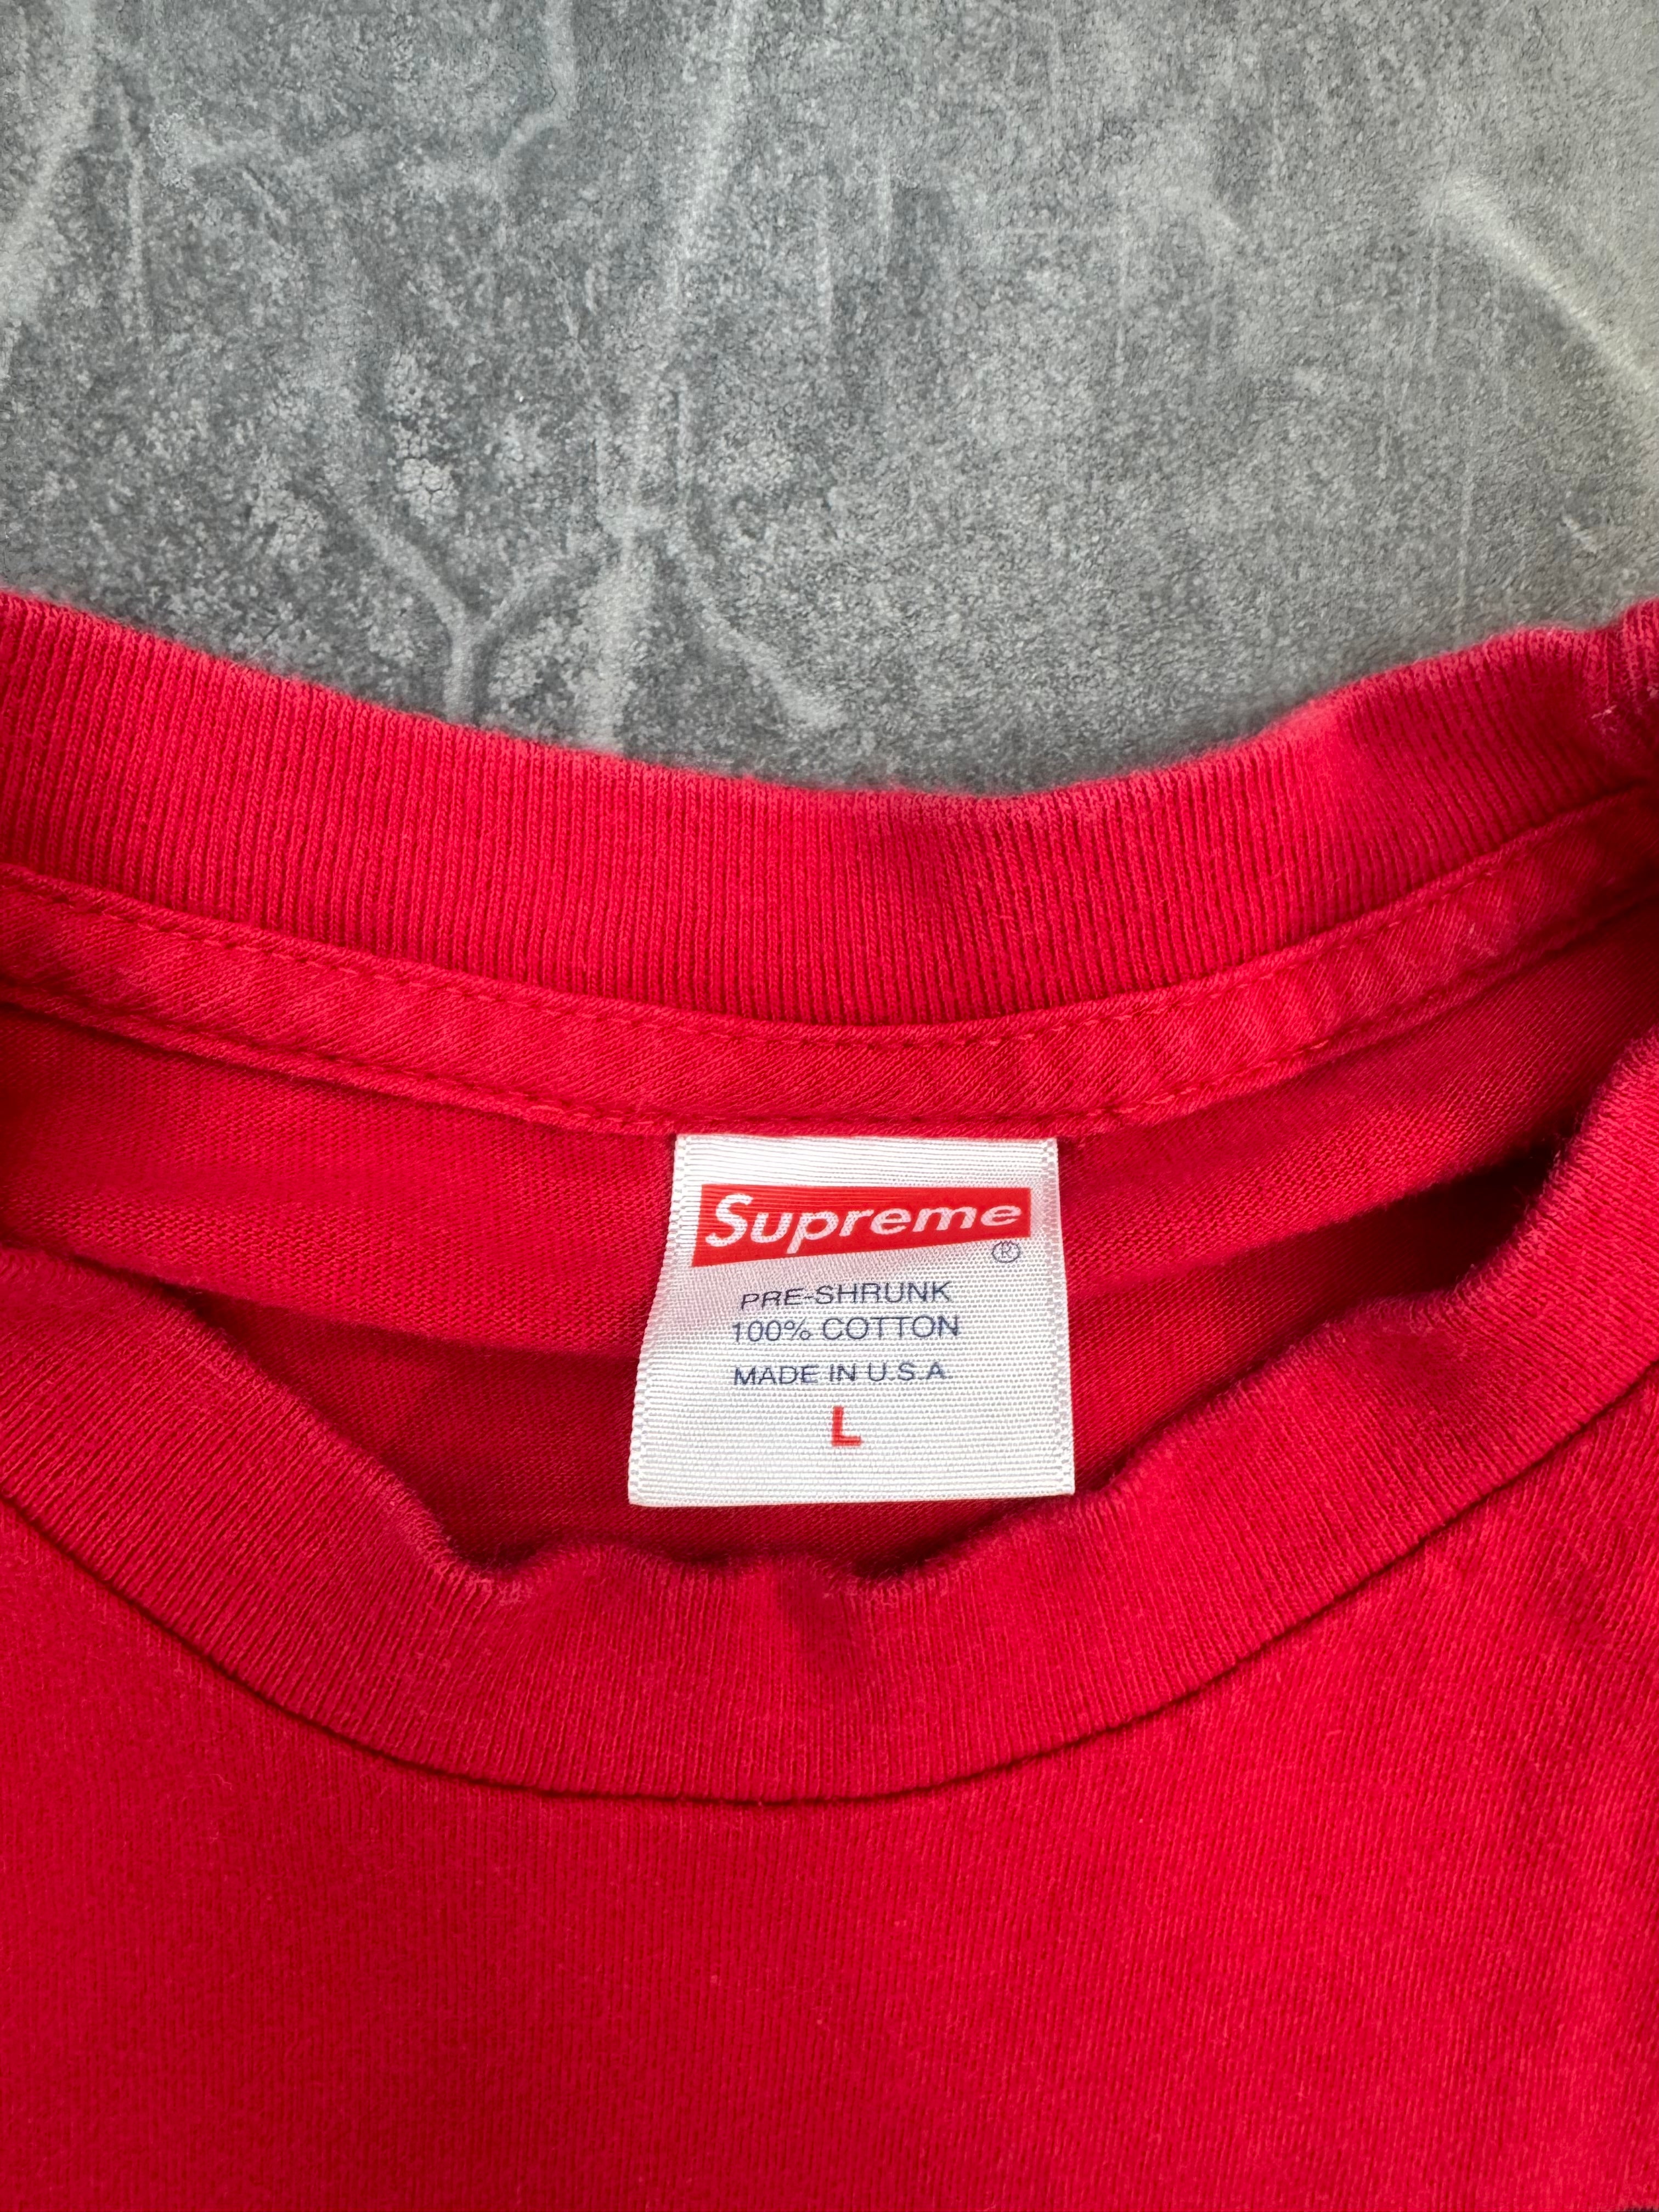 Supreme
®
PRE-SHRUNK
100% COTTON
MADE IN U.S.A.
L